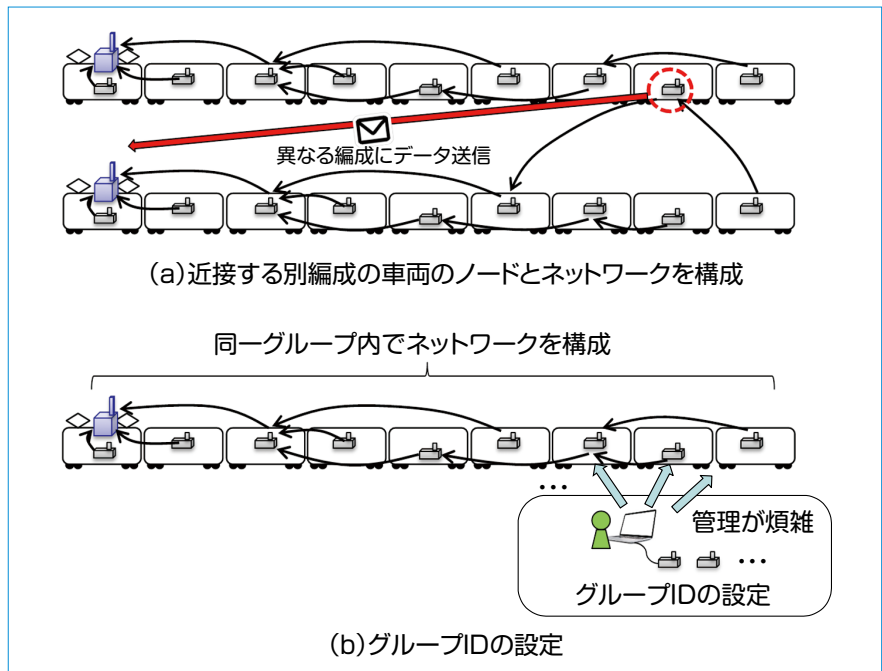 異なる編成にデータ送信
（a）近接する別編成の車両のノードとネットワークを構成
同一グループ内でネットワークを構成
…
管理が煩雑
…
グループIDの設定
（b）グループIDの設定